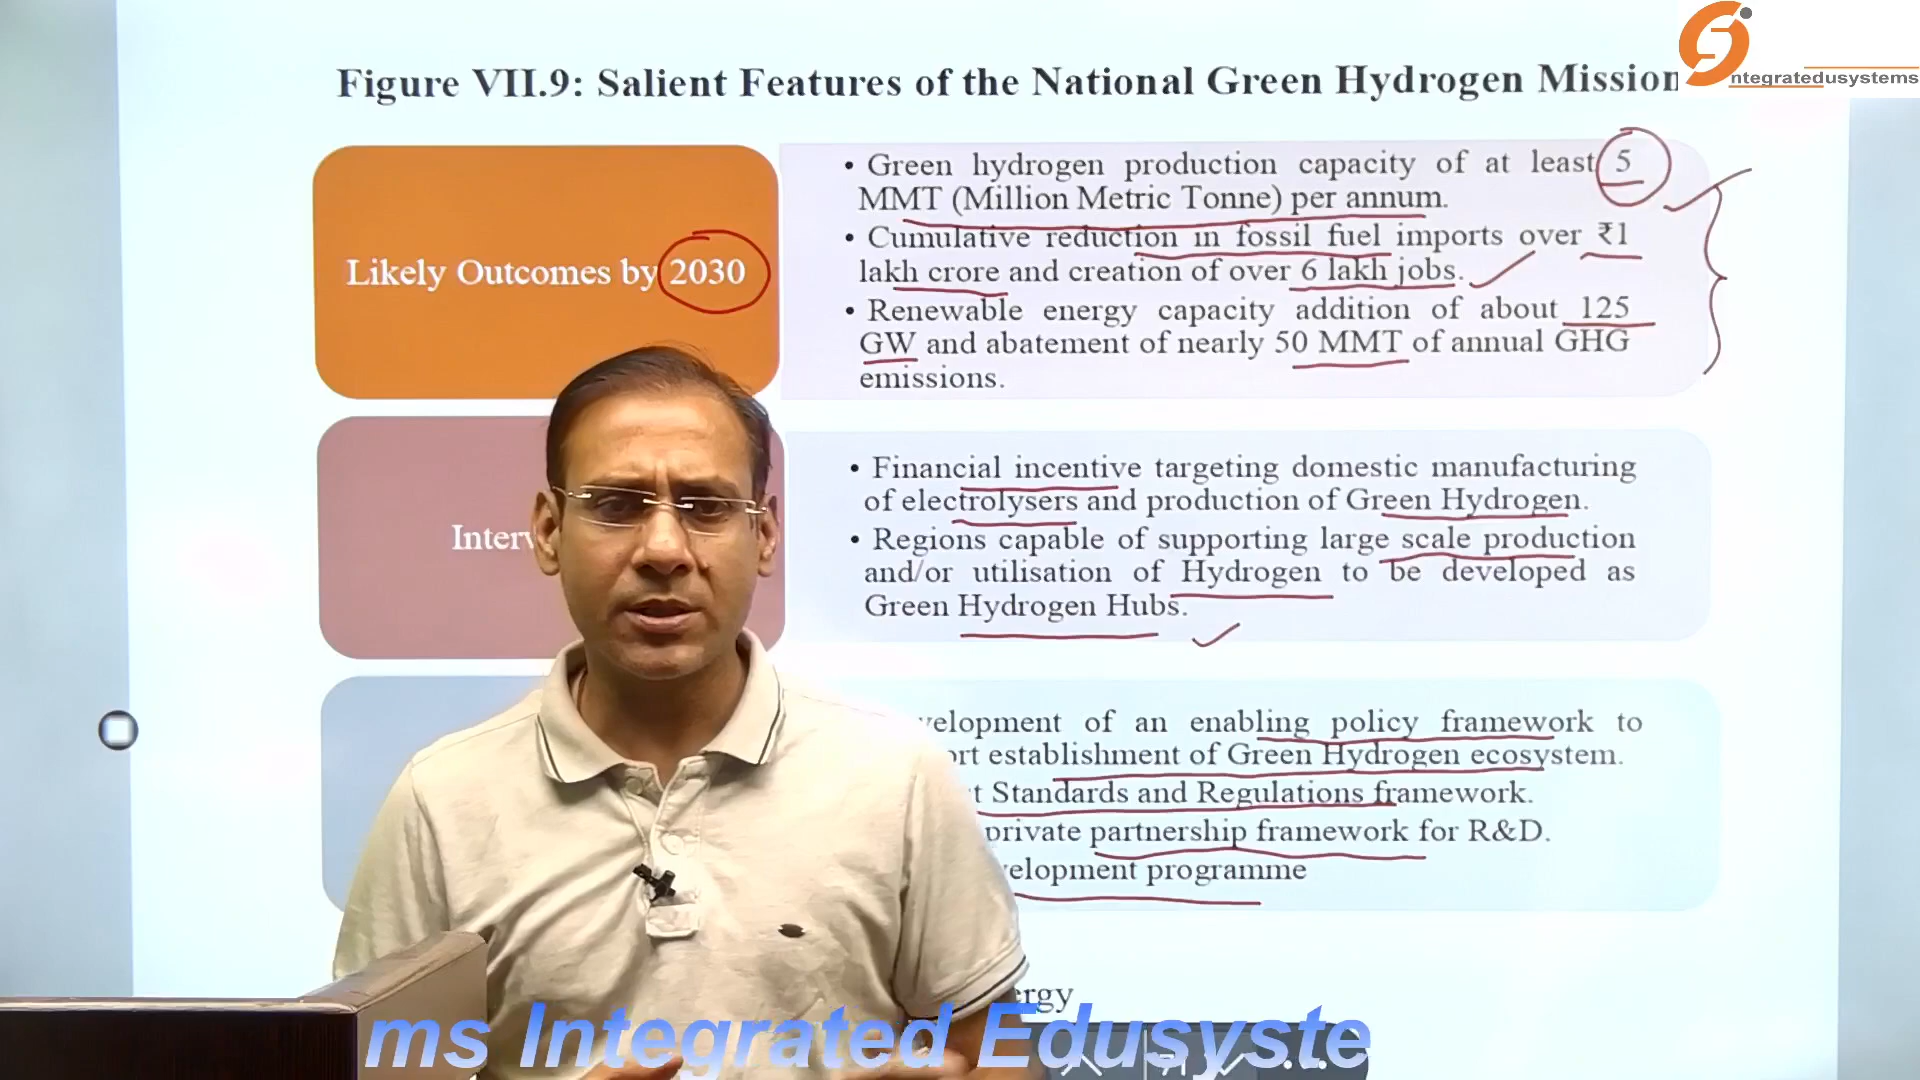 Figure VII.9: Salient Features of the National Green Hydrogen Mission
ntegratedusystems
Likely Outcomes by 2030
• Green hydrogen production capacity of at least 5
MMT (Million Metric Tonne) per annum.
• Cumulative reduction in fossil fuel imports over ₹1
lakh crore and creation of over 6 lakh jobs.
• Renewable energy capacity addition of about 125
GW and abatement of nearly 50 MMT of annual GHG
emissions.
• Financial incentive targeting domestic manufacturing
of electrolysers and production of Green Hydrogen.
• Regions capable of supporting large scale production
and/or utilisation of Hydrogen to be developed as
Green Hydrogen Hubs.
of an enabling policy framework to
establishment of Green Hydrogen ecosystem.
Standards and Regulations framework.
private partnership framework for R&D.
programme
ms Integrated Edusyste